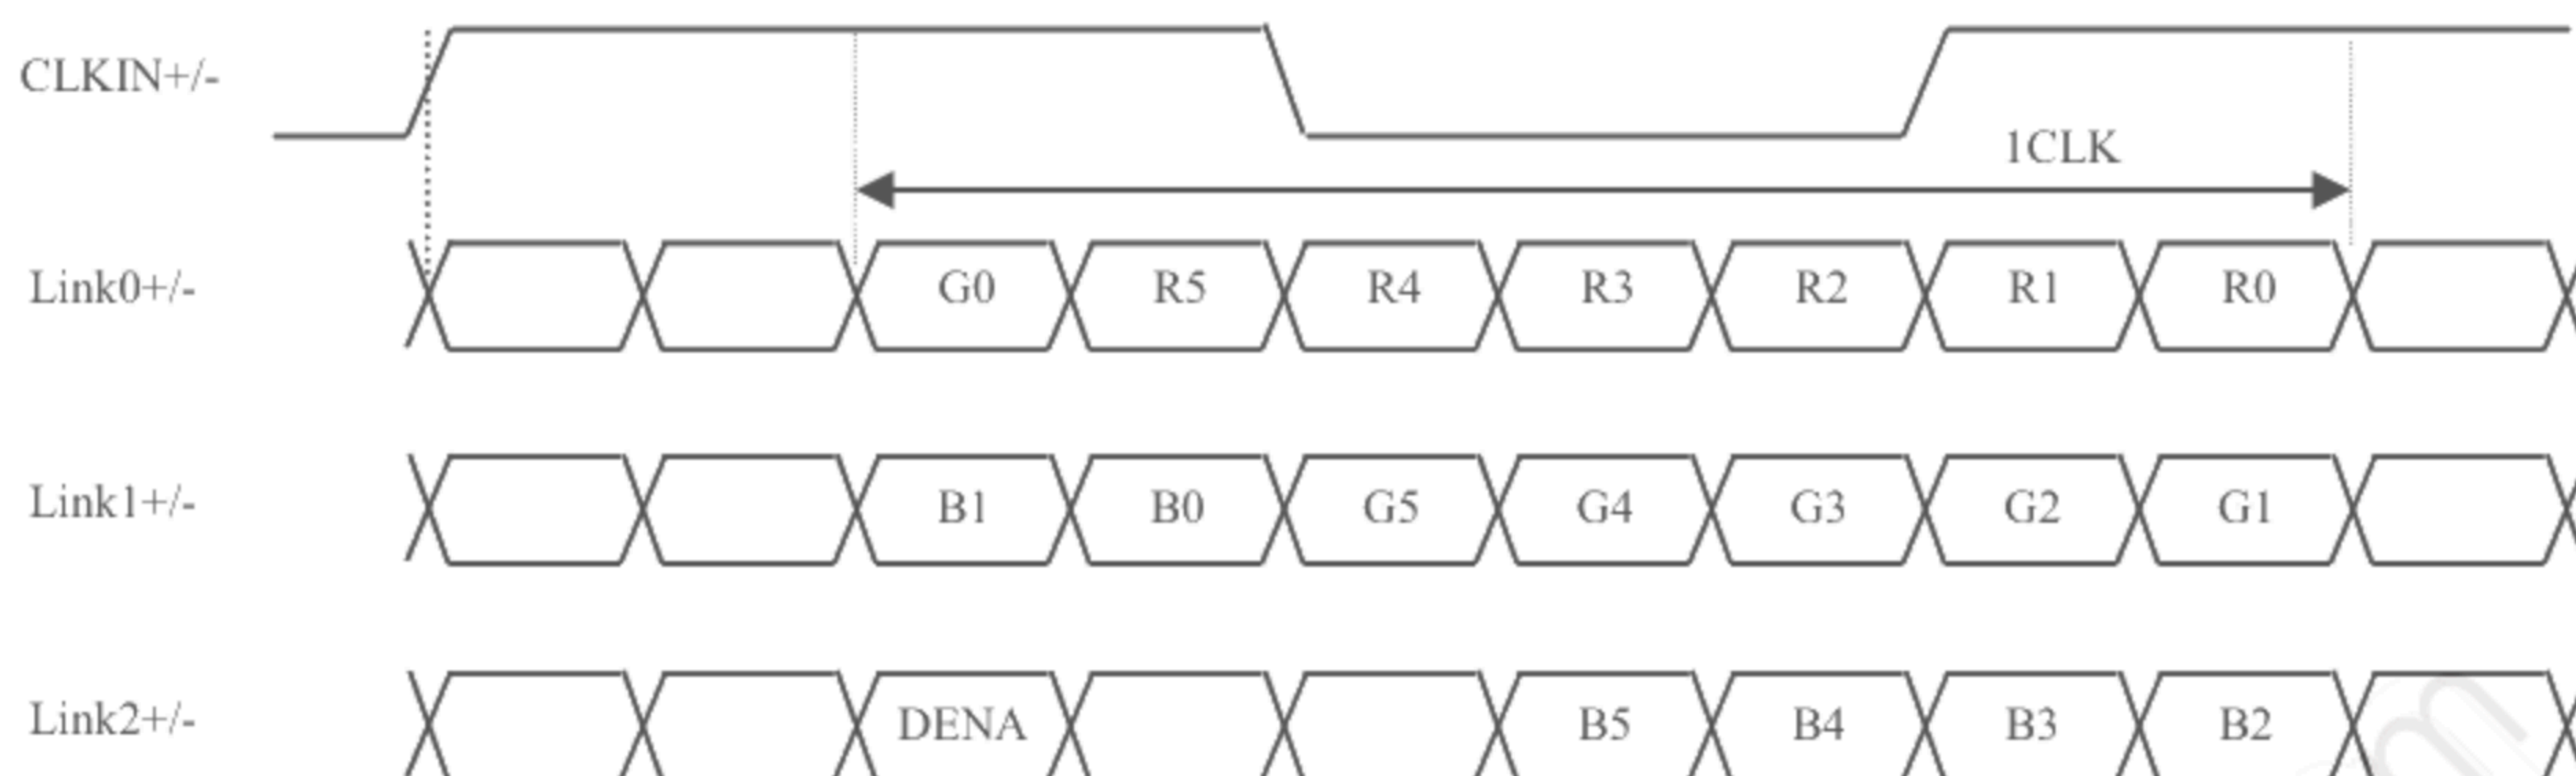 CLKIN+/-
1CLK
Link0+/- G0 R5 R4 R3 R2 R1 R0
Link1+/- B1 B0 G5 G4 G3 G2 G1
Link2+/- DENA B5 B4 B3 B2